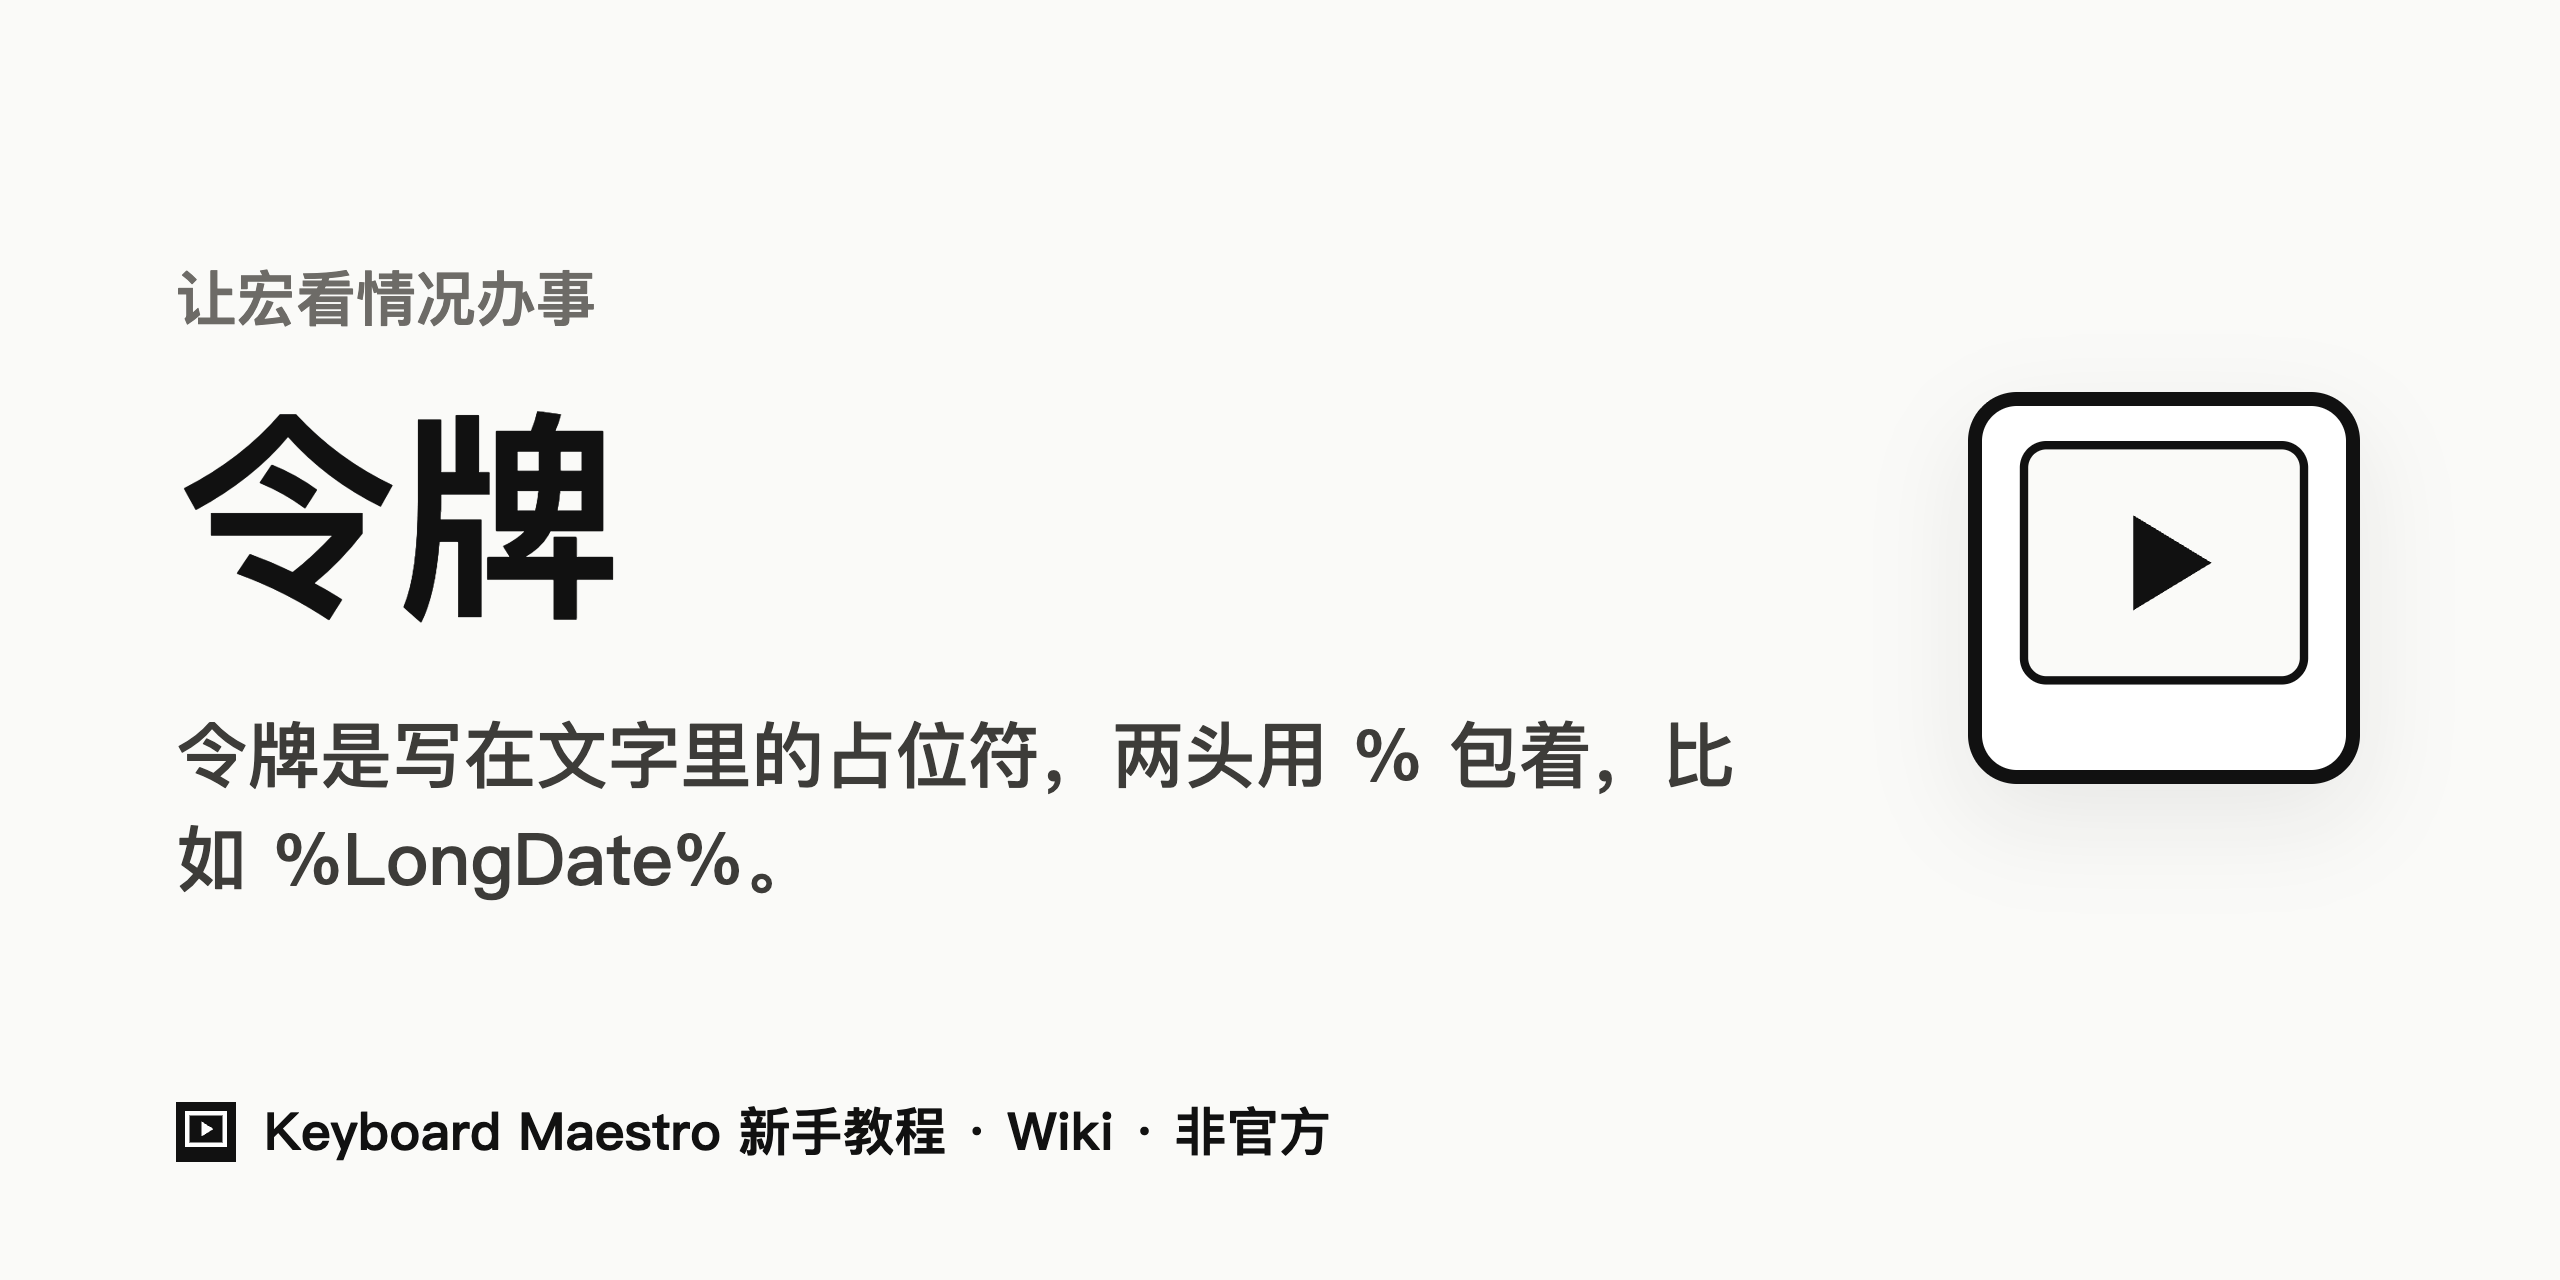 让宏看情况办事
令牌
令牌是写在文字里的占位符，两头用 % 包着，比
如 %LongDate%。
Keyboard Maestro 新手教程 · Wiki · 非官方